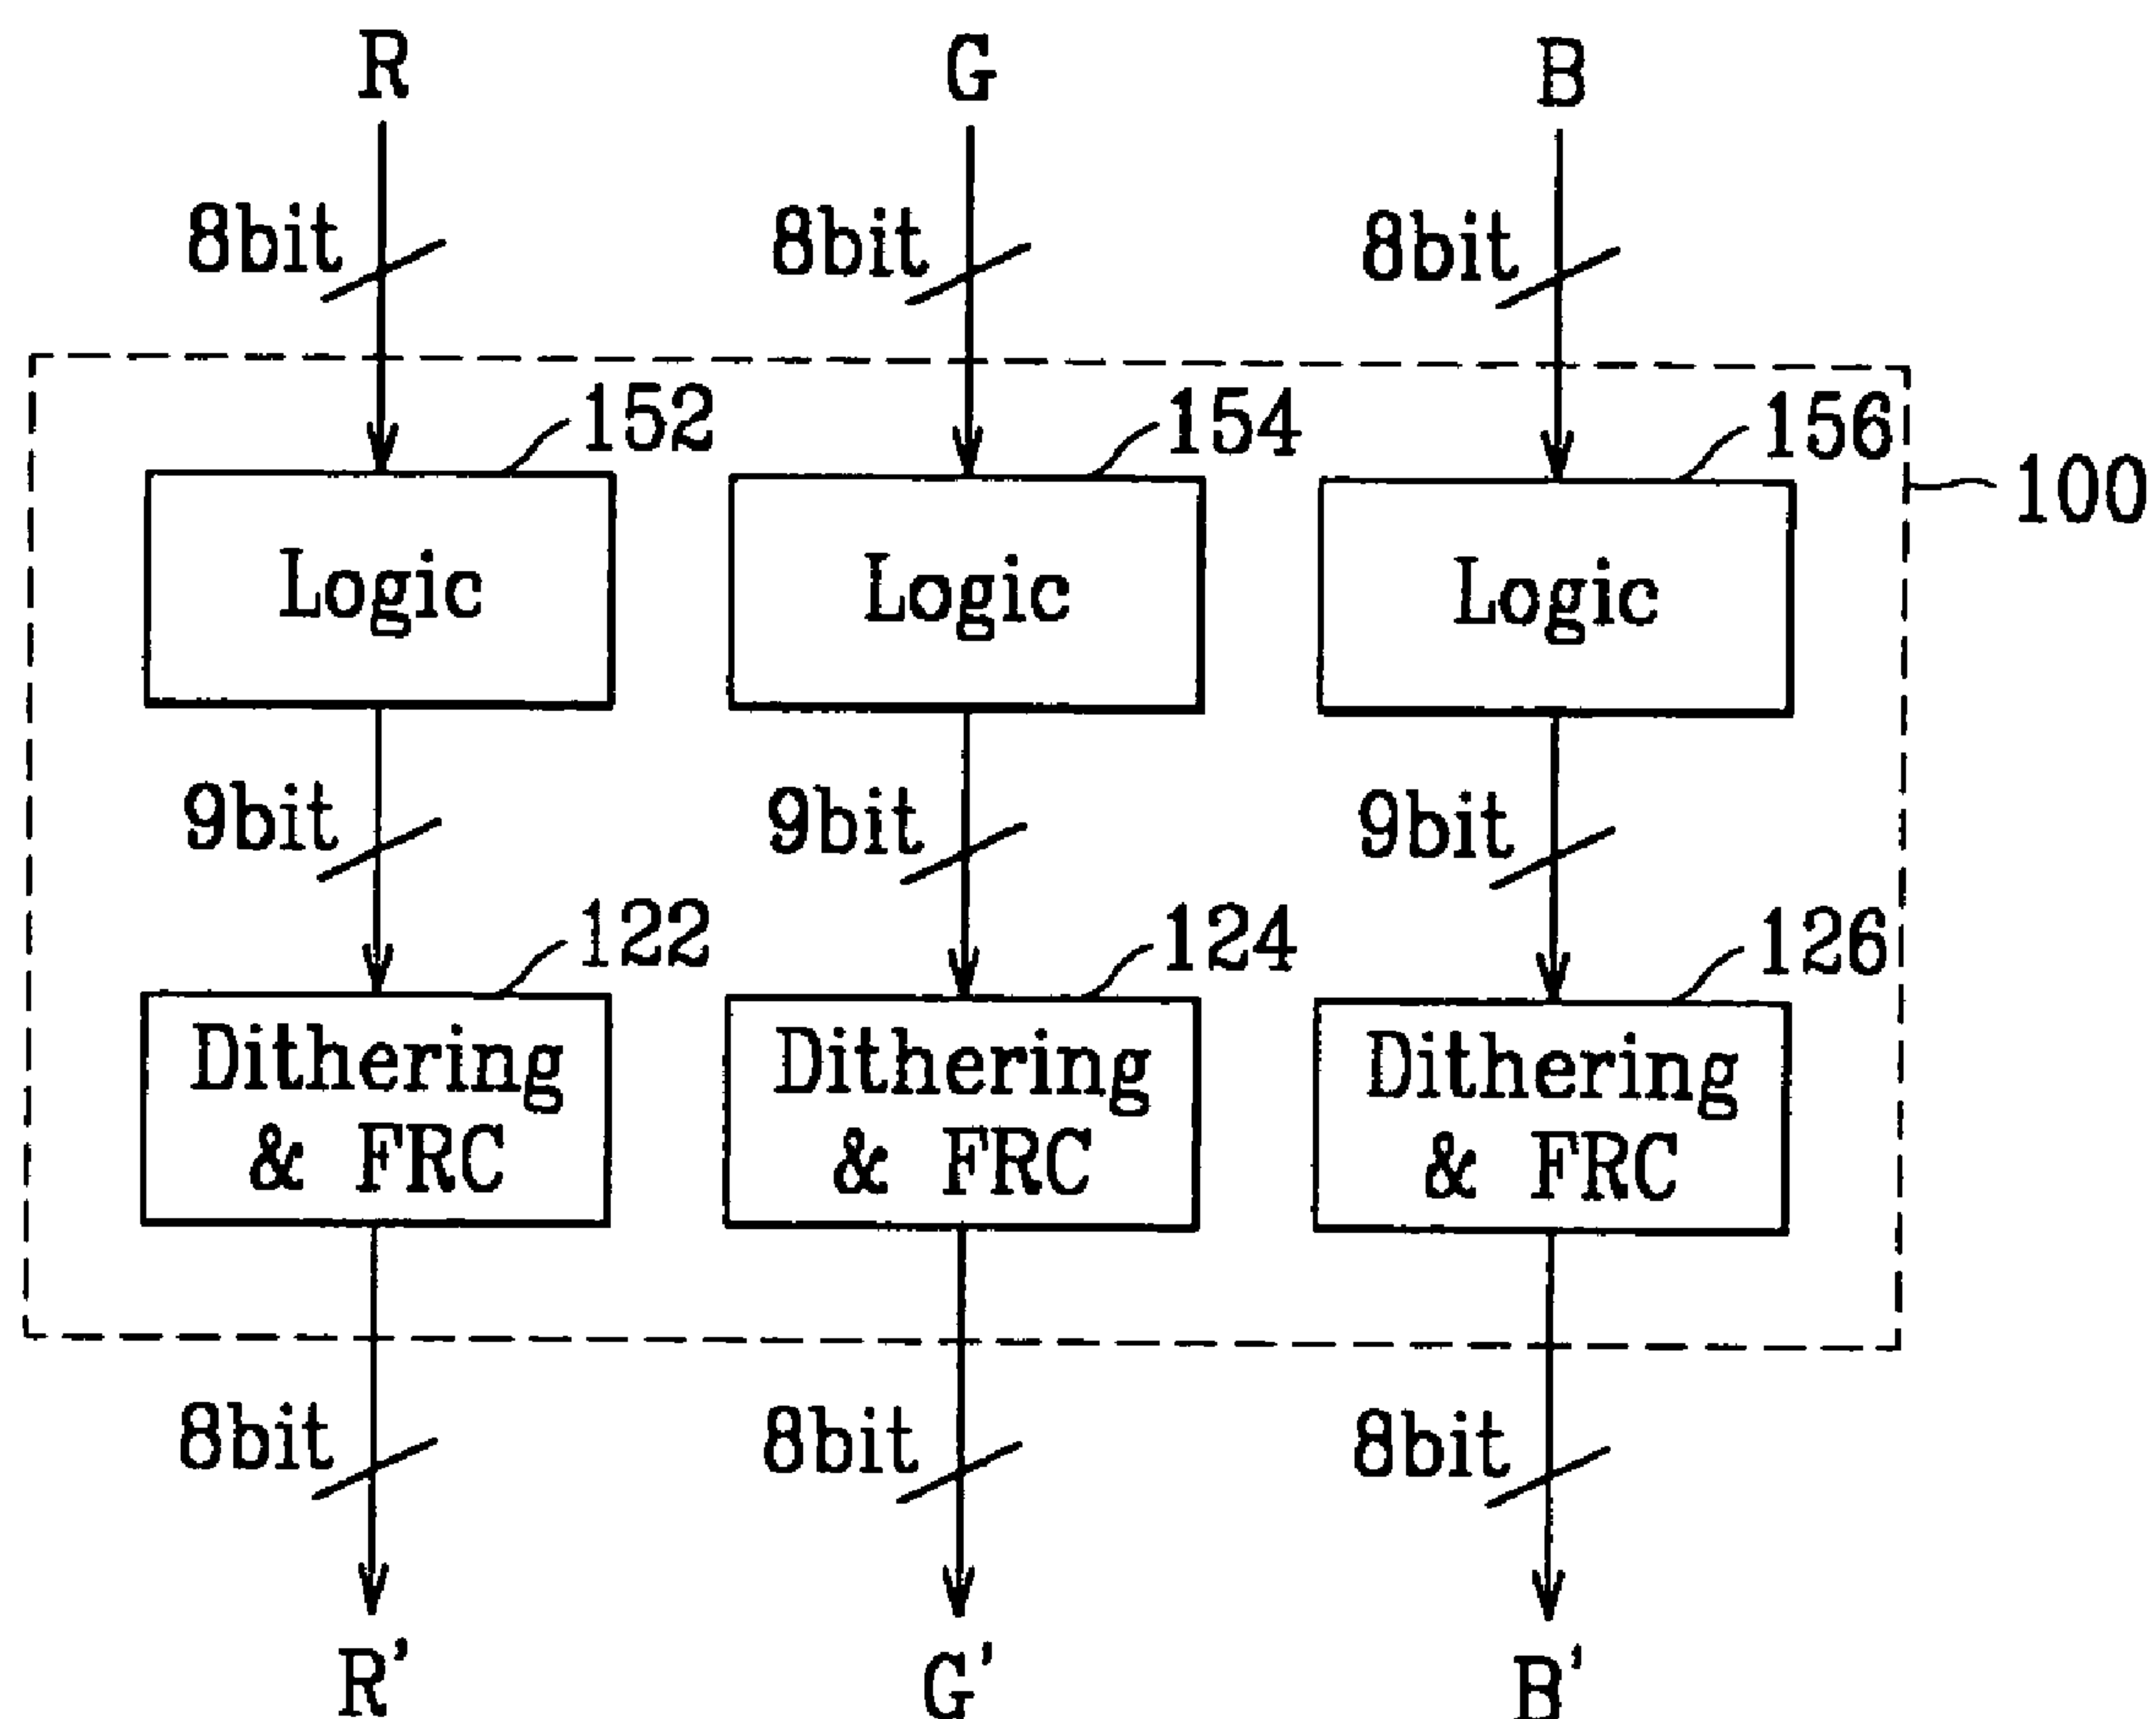 R G B
8bit 8bit 8bit
152 154 156
100
Logic Logic Logic
9bit 9bit 9bit
122 124 126
Dithering Dithering Dithering
& FRC & FRC & FRC
8bit 8bit 8bit
R' G' B'